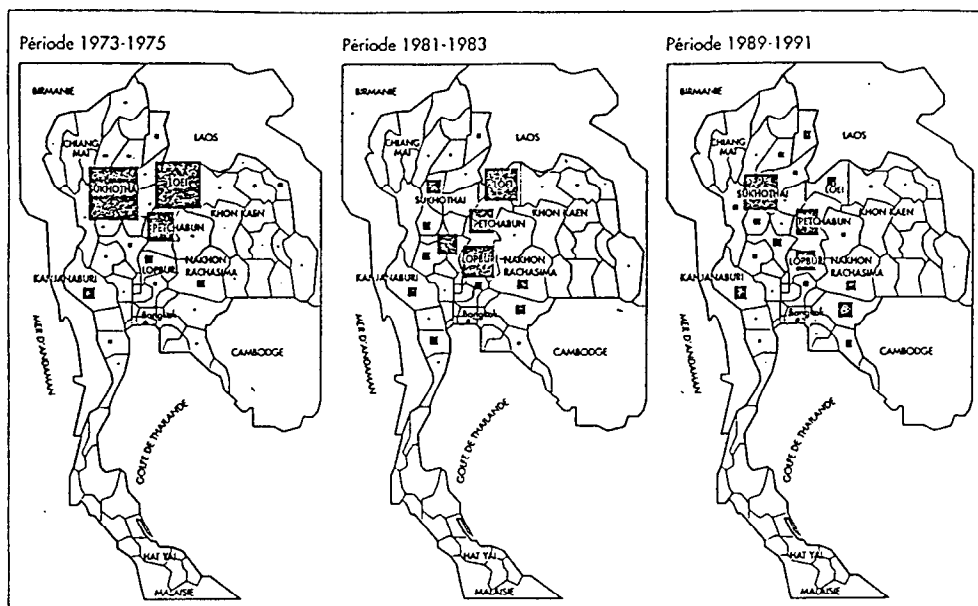 Période 1973-1975
BIRMANIE
LAOS
CHIANG
MAI
SUKHOTHAI
LOEI
PETCHABUN
KHON KAEN
LOPBURI
NAKHON
RACHASIMA
KANJANABURI
Bangkok
MER D'ANDAMAN
CAMBODGE
GOLFE DE THAILANDE
HAT YAI
MALAISIE
Période 1981-1983
BIRMANIE
LAOS
CHIANG
MAI
LOEI
SUKHOTHAI
PETCHABUN
KHON KAEN
LOPBURI
NAKHON
RACHASIMA
KANJANABURI
Bangkok
MER D'ANDAMAN
CAMBODGE
GOLFE DE THAILANDE
HAT YAI
MALAISIE
Période 1989-1991
BIRMANIE
LAOS
CHIANG
MAI
SUKHOTHAI
LOEI
PETCHABUN
KHON KAEN
LOPBURI
NAKHON
RACHASIMA
KANJANABURI
Bangkok
MER D'ANDAMAN
CAMBODGE
GOLFE DE THAILANDE
HAT YAI
MALAISIE